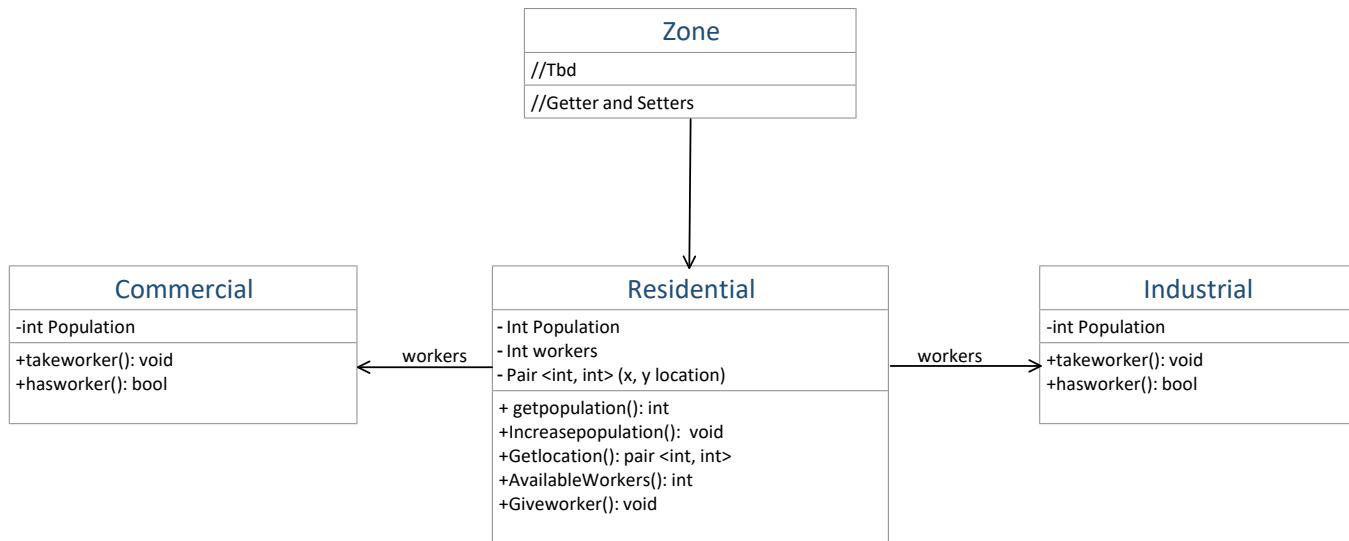 Zone
//Tbd
//Getter and Setters
Commercial
-int Population
+takeworker(): void
+hasworker(): bool
workers
Residential
- Int Population
- Int workers
- Pair <int, int> (x, y location)
+ getpopulation(): int
+Increasepopulation():  void
+Getlocation(): pair <int, int>
+AvailableWorkers(): int
+Giveworker(): void
workers
Industrial
-int Population
+takeworker(): void
+hasworker(): bool